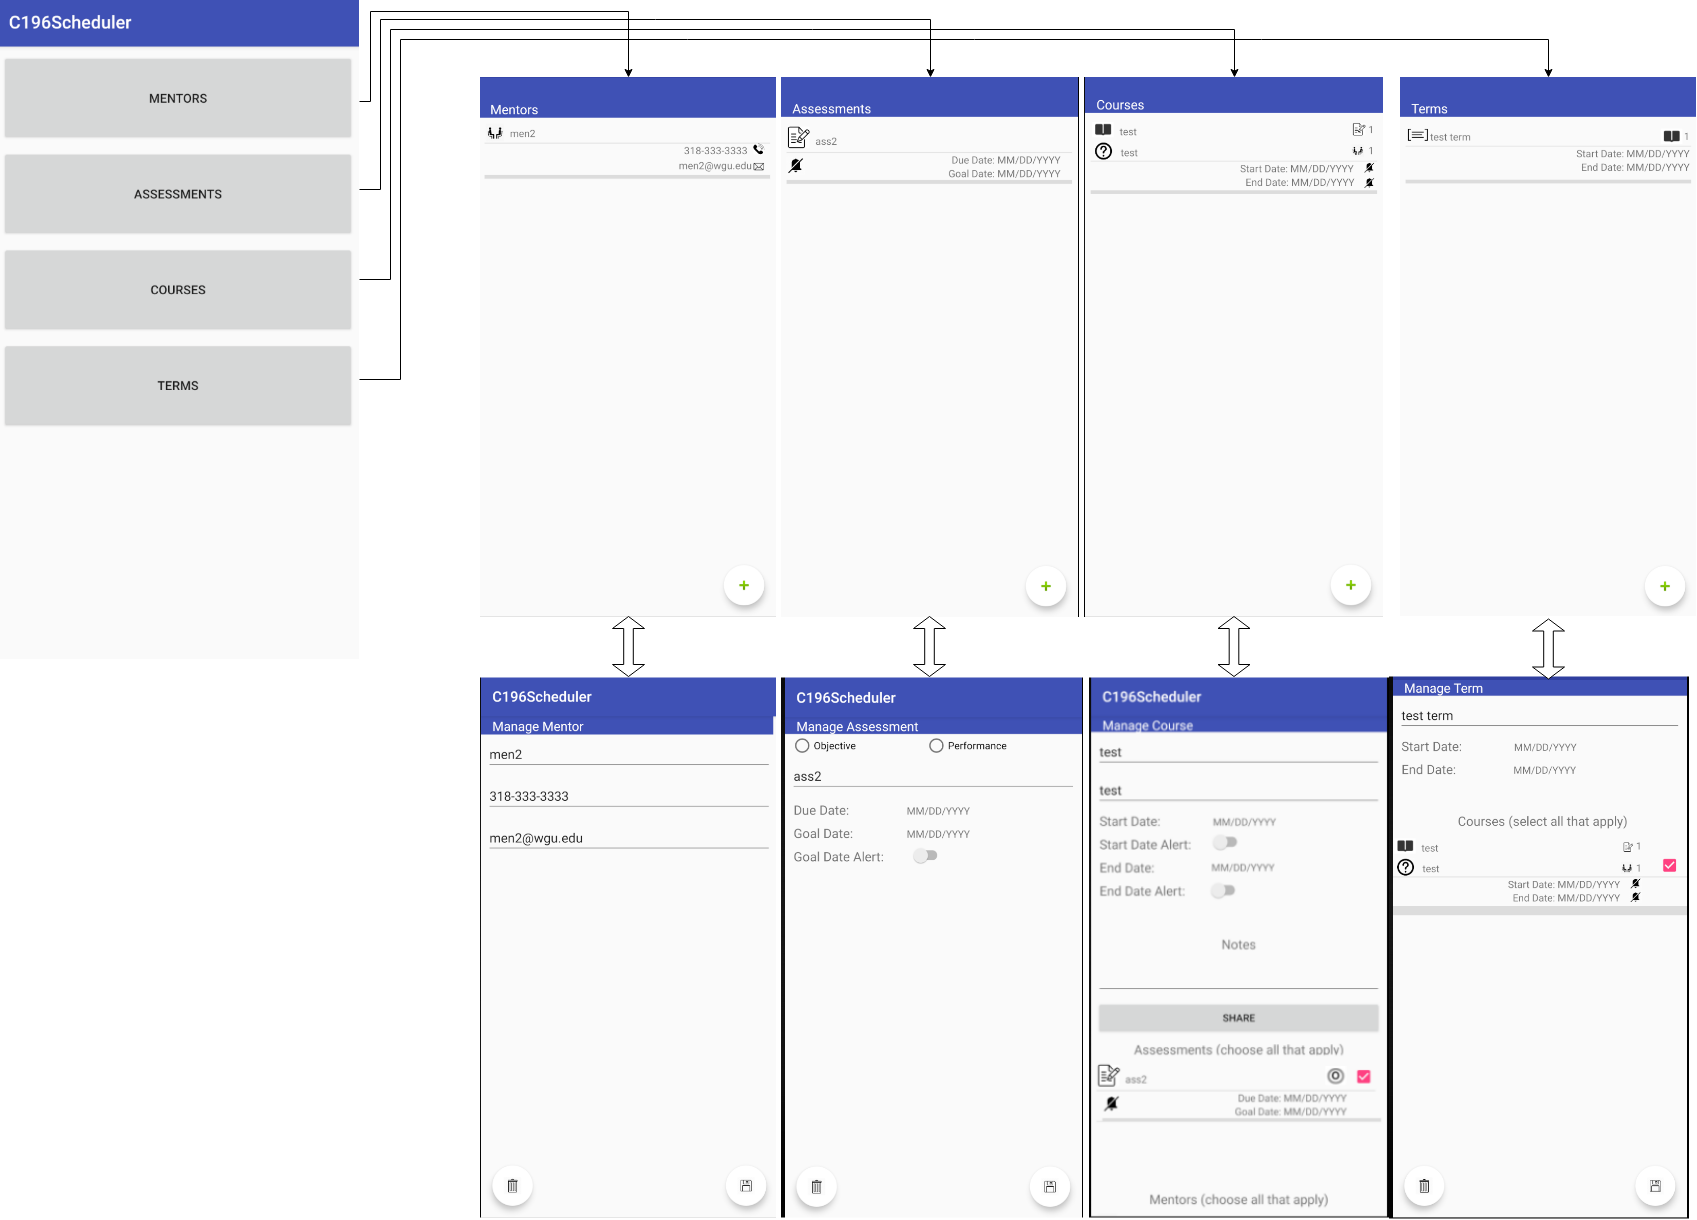 C196Scheduler
MENTORS
ASSESSMENTS
COURSES
TERMS
Mentors
men2
318-333-3333
men2@wgu.edu
Assessments
ass2
Due Date: MM/DD/YYYY
Goal Date: MM/DD/YYYY
Courses
test 1
test 1
Start Date: MM/DD/YYYY
End Date: MM/DD/YYYY
Terms
test term 1
Start Date: MM/DD/YYYY
End Date: MM/DD/YYYY
+
+
+
+
C196Scheduler
Manage Mentor
men2
318-333-3333
men2@wgu.edu
C196Scheduler
Manage Assessment
Objective Performance
ass2
Due Date: MM/DD/YYYY
Goal Date: MM/DD/YYYY
Goal Date Alert:
C196Scheduler
Manage Course
test
test
Start Date: MM/DD/YYYY
Start Date Alert:
End Date: MM/DD/YYYY
End Date Alert:
Notes
SHARE
Assessments (choose all that apply)
ass2 O
Due Date: MM/DD/YYYY
Goal Date: MM/DD/YYYY
Mentors (choose all that apply)
Manage Term
test term
Start Date: MM/DD/YYYY
End Date: MM/DD/YYYY
Courses (select all that apply)
test 1
test 1
Start Date: MM/DD/YYYY
End Date: MM/DD/YYYY